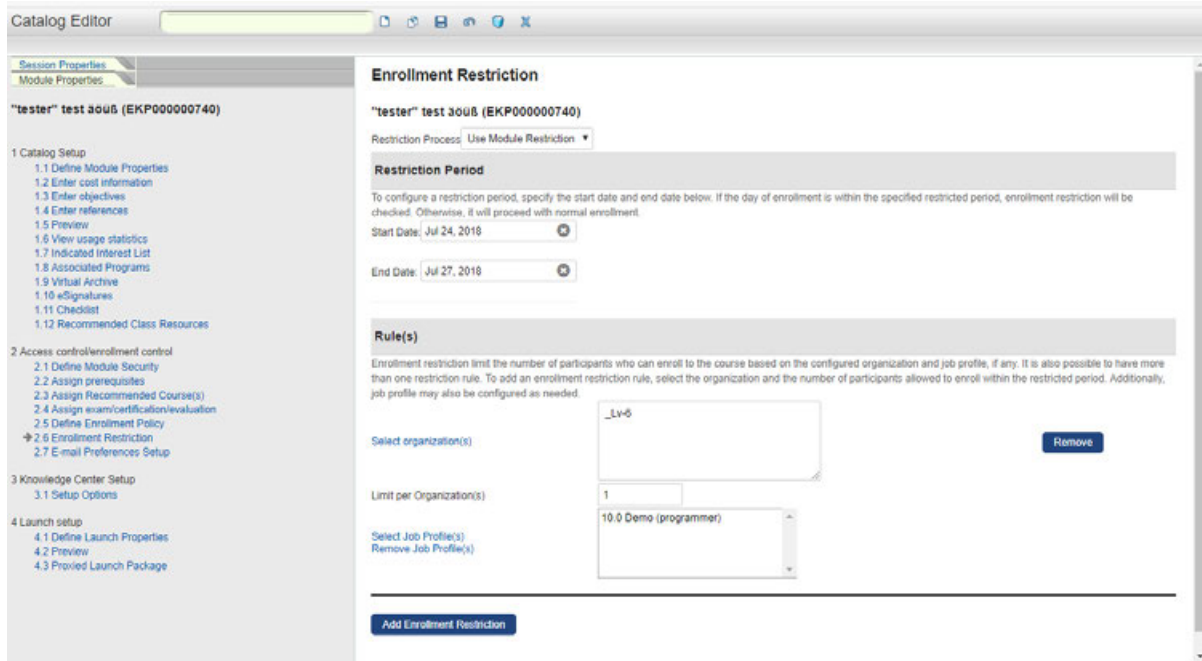 Catalog Editor
Session Properties
Module Properties
"tester" test äöüß (EKP000000740)
1 Catalog Setup
1.1 Define Module Properties
1.2 Enter cost information
1.3 Enter objectives
1.4 Enter references
1.5 Preview
1.6 View usage statistics
1.7 Indicated Interest List
1.8 Associated Programs
1.9 Virtual Archive
1.10 eSignatures
1.11 Checklist
1.12 Recommended Class Resources
2 Access control/enrollment control
2.1 Define Module Security
2.2 Assign prerequisites
2.3 Assign Recommended Course(s)
2.4 Assign exam/certification/evaluation
2.5 Define Enrollment Policy
2.6 Enrollment Restriction
2.7 E-mail Preferences Setup
3 Knowledge Center Setup
3.1 Setup Options
4 Launch setup
4.1 Define Launch Properties
4.2 Preview
4.3 Proxied Launch Package
Enrollment Restriction
"tester" test äöüß (EKP000000740)
Restriction Process Use Module Restriction
Restriction Period
To configure a restriction period, specify the start date and end date below. If the day of enrollment is within the specified restricted period, enrollment restriction will be
checked. Otherwise, it will proceed with normal enrollment.
Start Date: Jul 24, 2018
End Date: Jul 27, 2018
Rule(s)
Enrollment restriction limit the number of participants who can enroll to the course based on the configured organization and job profile, if any. It is also possible to have more
than one restriction rule. To add an enrollment restriction rule, select the organization and the number of participants allowed to enroll within the restricted period. Additionally,
job profile may also be configured as needed.
Select organization(s) _Lv-6 Remove
Limit per Organization(s) 1
10.0 Demo (programmer)
Select Job Profile(s)
Remove Job Profile(s)
Add Enrollment Restriction